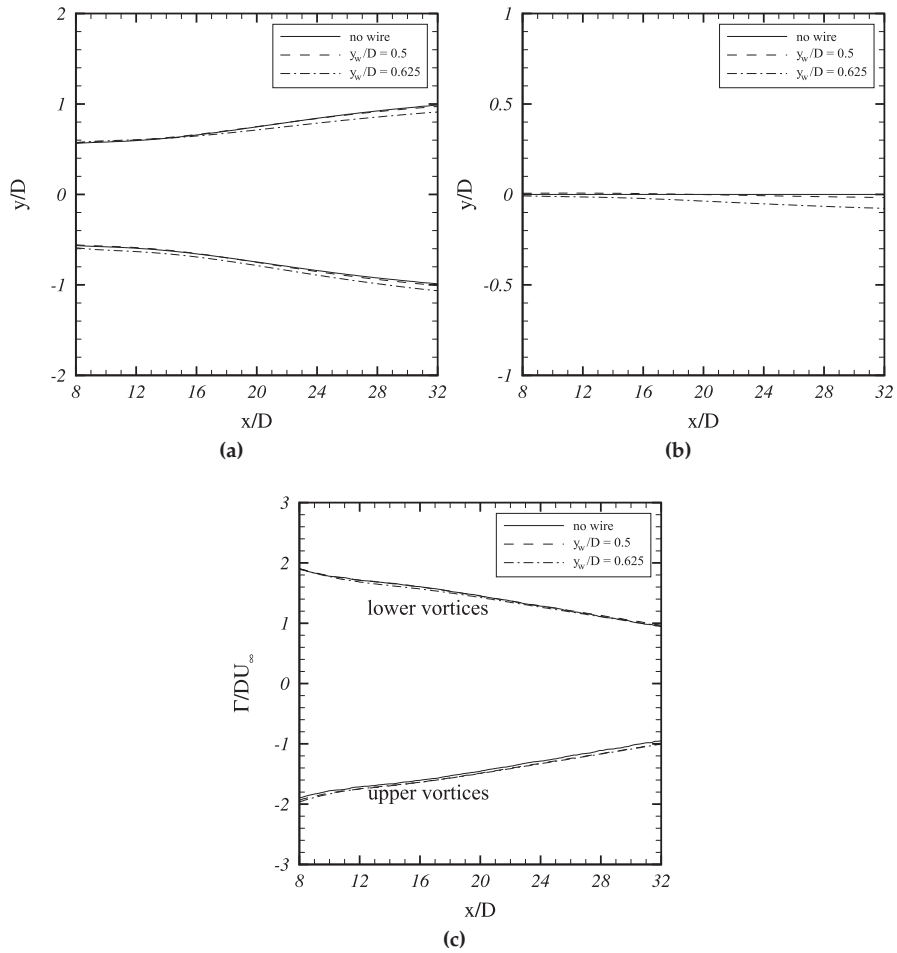 2
1
0
-1
-2
y/D
8 12 16 20 24 28 32
x/D
no wire
y_w/D = 0.5
y_w/D = 0.625
(a)
1
0.5
0
-0.5
-1
y/D
8 12 16 20 24 28 32
x/D
no wire
y_w/D = 0.5
y_w/D = 0.625
(b)
3
2
1
0
-1
-2
-3
Γ/DU_∞
8 12 16 20 24 28 32
x/D
no wire
y_w/D = 0.5
y_w/D = 0.625
lower vortices
upper vortices
(c)